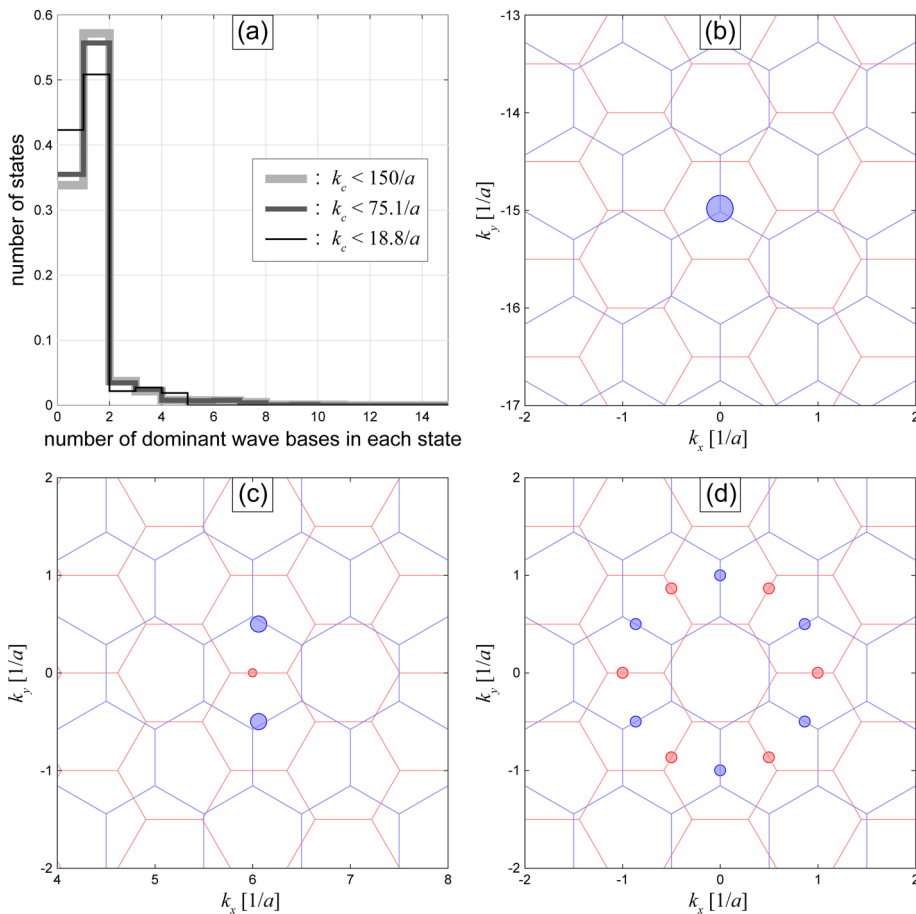 (a)
0.6
0.5
0.4
0.3
0.2
0.1
0
number of states
: k_c < 150/a
: k_c < 75.1/a
: k_c < 18.8/a
0 2 4 6 8 10 12 14
number of dominant wave bases in each state
(b)
-13
-14
-15
-16
-17
k_y [1/a]
-2 -1 0 1 2
k_x [1/a]
(c)
2
1
0
-1
-2
k_y [1/a]
4 5 6 7 8
k_x [1/a]
(d)
2
1
0
-1
-2
k_y [1/a]
-2 -1 0 1 2
k_x [1/a]